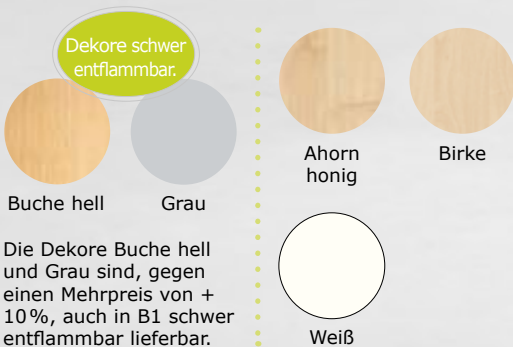 Dekore schwer
entflammbar.
Buche hell
Grau
Die Dekore Buche hell
und Grau sind, gegen
einen Mehrpreis von +
10%, auch in B1 schwer
entflammbar lieferbar.
Ahorn
honig
Birke
Weiß